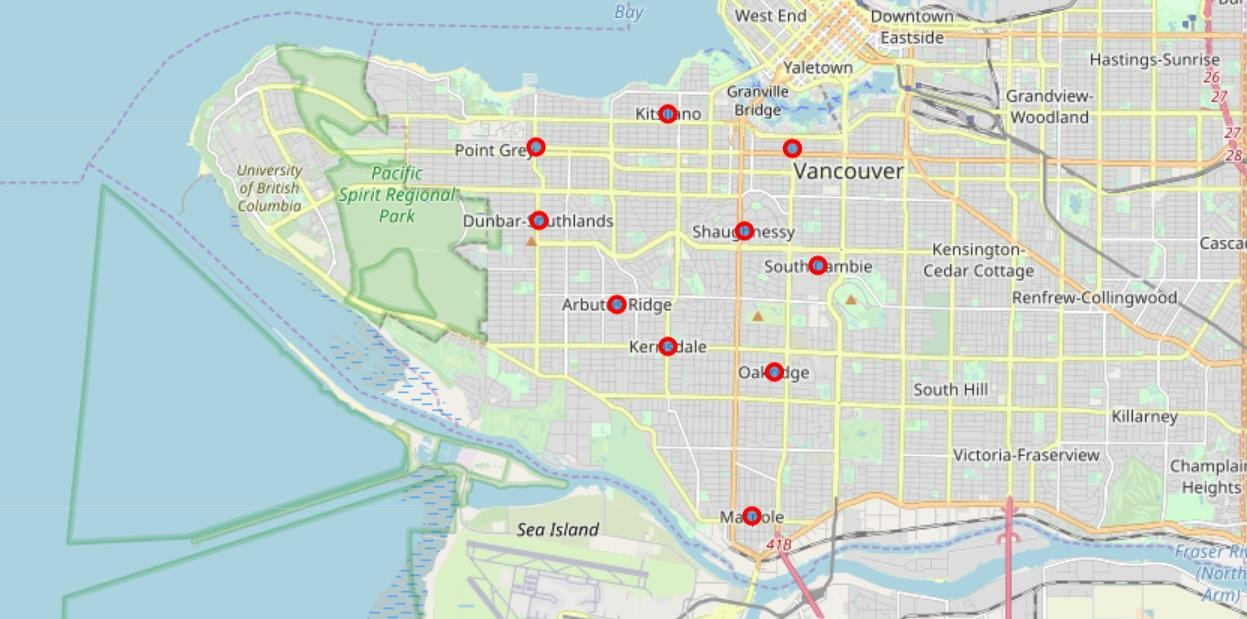 Bay
West End
Downtown
Eastside
Yaletown
Hastings-Sunrise
26
27
Granville
Bridge
Grandview-
Woodland
Kitsilano
27
28
Point Grey
Vancouver
University
of British
Columbia
Pacific
Spirit Regional
Park
Dunbar-Southlands
Shaughnessy
Kensington-
Cedar Cottage
Casca
South Cambie
Renfrew-Collingwood
Arbutus Ridge
Kerrisdale
Oakridge
South Hill
Killarney
Victoria-Fraserview
Champlain
Heights
Marpole
Sea Island
41B
Fraser Riv
(North
Arm)